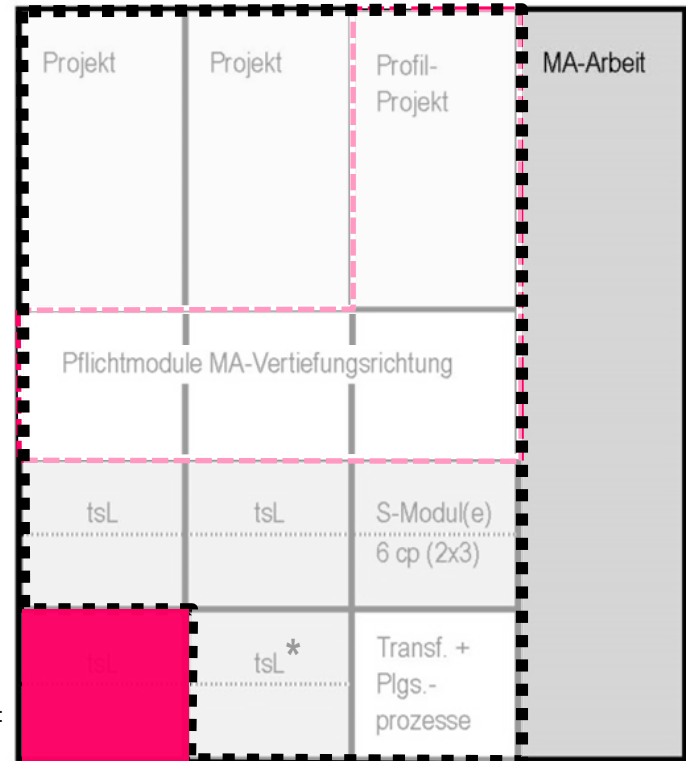 Projekt
Projekt
Profil-
Projekt
MA-Arbeit
Pflichtmodule MA-Vertiefungsrichtung
tsL
tsL
S-Modul(e)
6 cp (2x3)
tsL
tsL*
Transf. +
Plgs.-
prozesse
: